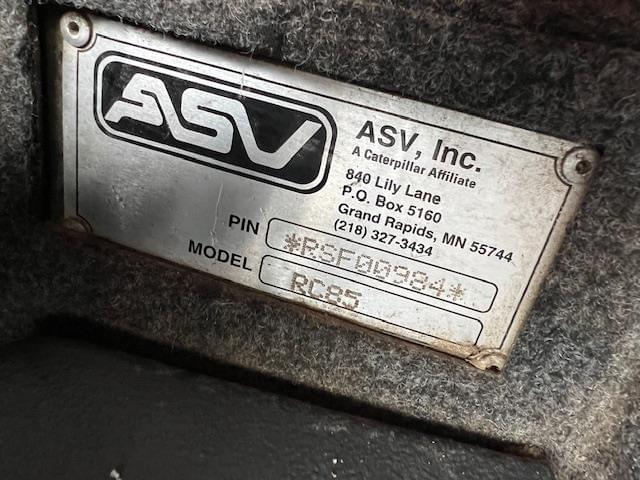 ASV
ASV, Inc.
A Caterpillar Affiliate
840 Lily Lane
P.O. Box 5160
Grand Rapids, MN 55744
(218) 327-3434
PIN *RSF00984*
MODEL RC85